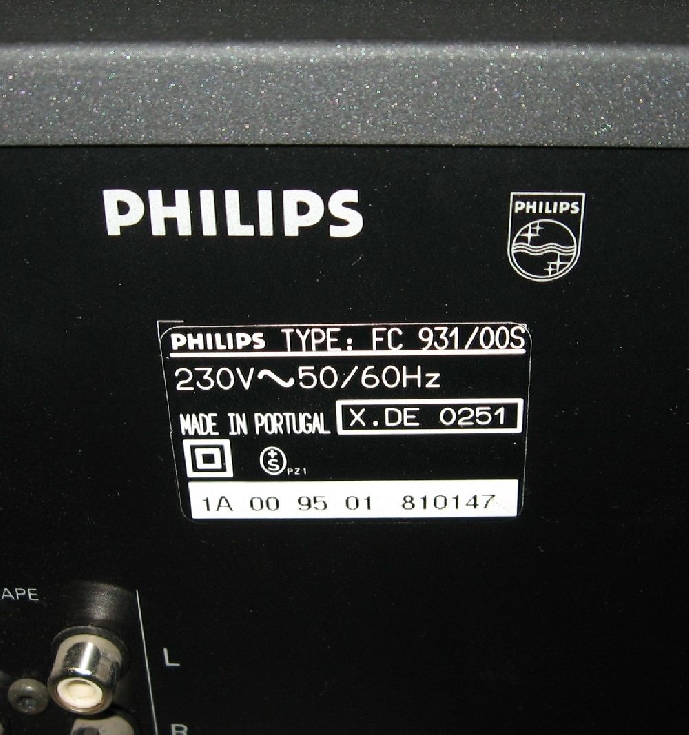 PHILIPS
PHILIPS
PHILIPS TYPE: FC 931/00S
230V~50/60Hz
MADE IN PORTUGAL X.DE 0251
+S PZ1
1A 00 95 01 810147
APE
L
R